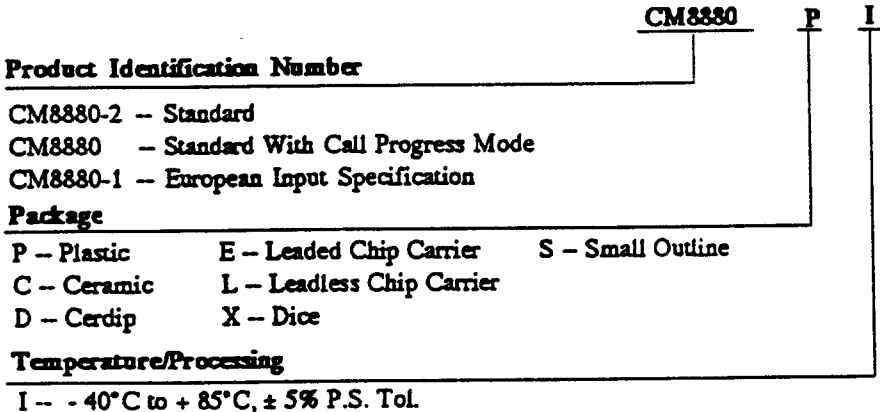 CM8880 P I
Product Identification Number
CM8880-2 -- Standard
CM8880 -- Standard With Call Progress Mode
CM8880-1 -- European Input Specification
Package
P -- Plastic E -- Leaded Chip Carrier S -- Small Outline
C -- Ceramic L -- Leadless Chip Carrier
D -- Cerdip X -- Dice
Temperature/Processing
I -- - 40°C to + 85°C, ± 5% P.S. Tol.